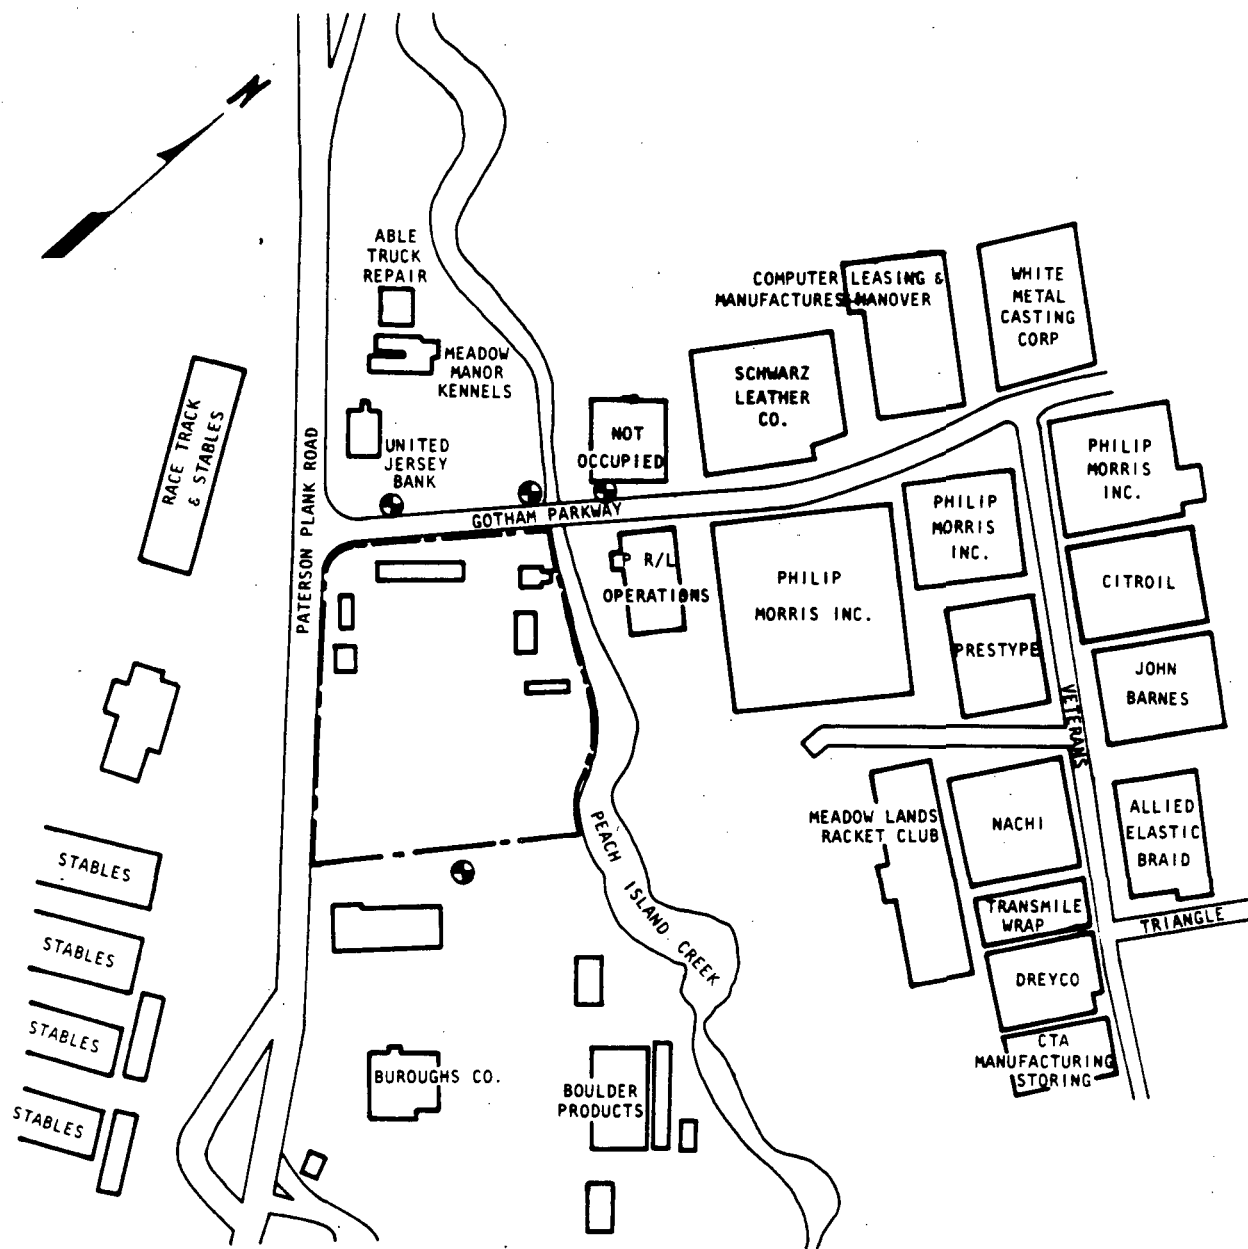 N
ABLE
TRUCK
REPAIR
MEADOW
MANOR
KENNELS
UNITED
JERSEY
BANK
RACE TRACK
& STABLES
PATERSON PLANK ROAD
GOTHAM PARKWAY
NOT
OCCUPIED
SCHWARZ
LEATHER
CO.
COMPUTER LEASING &
MANUFACTURES HANOVER
WHITE
METAL
CASTING
CORP
PHILIP
MORRIS
INC.
PHILIP
MORRIS
INC.
P R/L
OPERATIONS
PHILIP
MORRIS INC.
CITROIL
PRESTYPE
JOHN
BARNES
VETERANS
MEADOW LANDS
RACKET CLUB
NACHI
ALLIED
ELASTIC
BRAID
TRANSMILE
WRAP
TRIANGLE
DREYCO
CTA
MANUFACTURING
STORING
PEACH ISLAND CREEK
STABLES
STABLES
STABLES
STABLES
BUROUGHS CO.
BOULDER
PRODUCTS